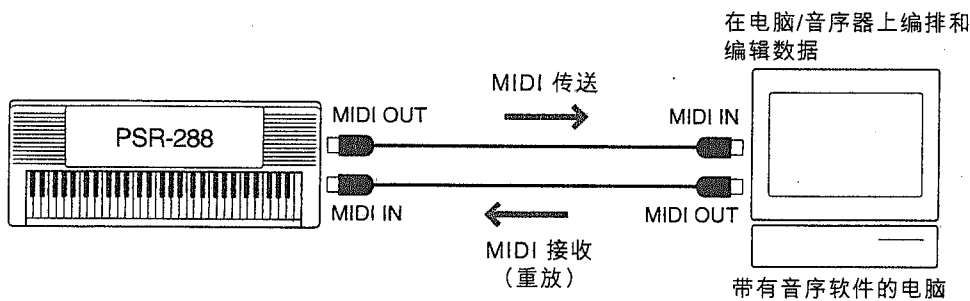 在电脑/音序器上编排和
编辑数据
MIDI 传送
MIDI OUT
MIDI IN
PSR-288
MIDI IN
MIDI OUT
MIDI 接收
（重放）
带有音序软件的电脑